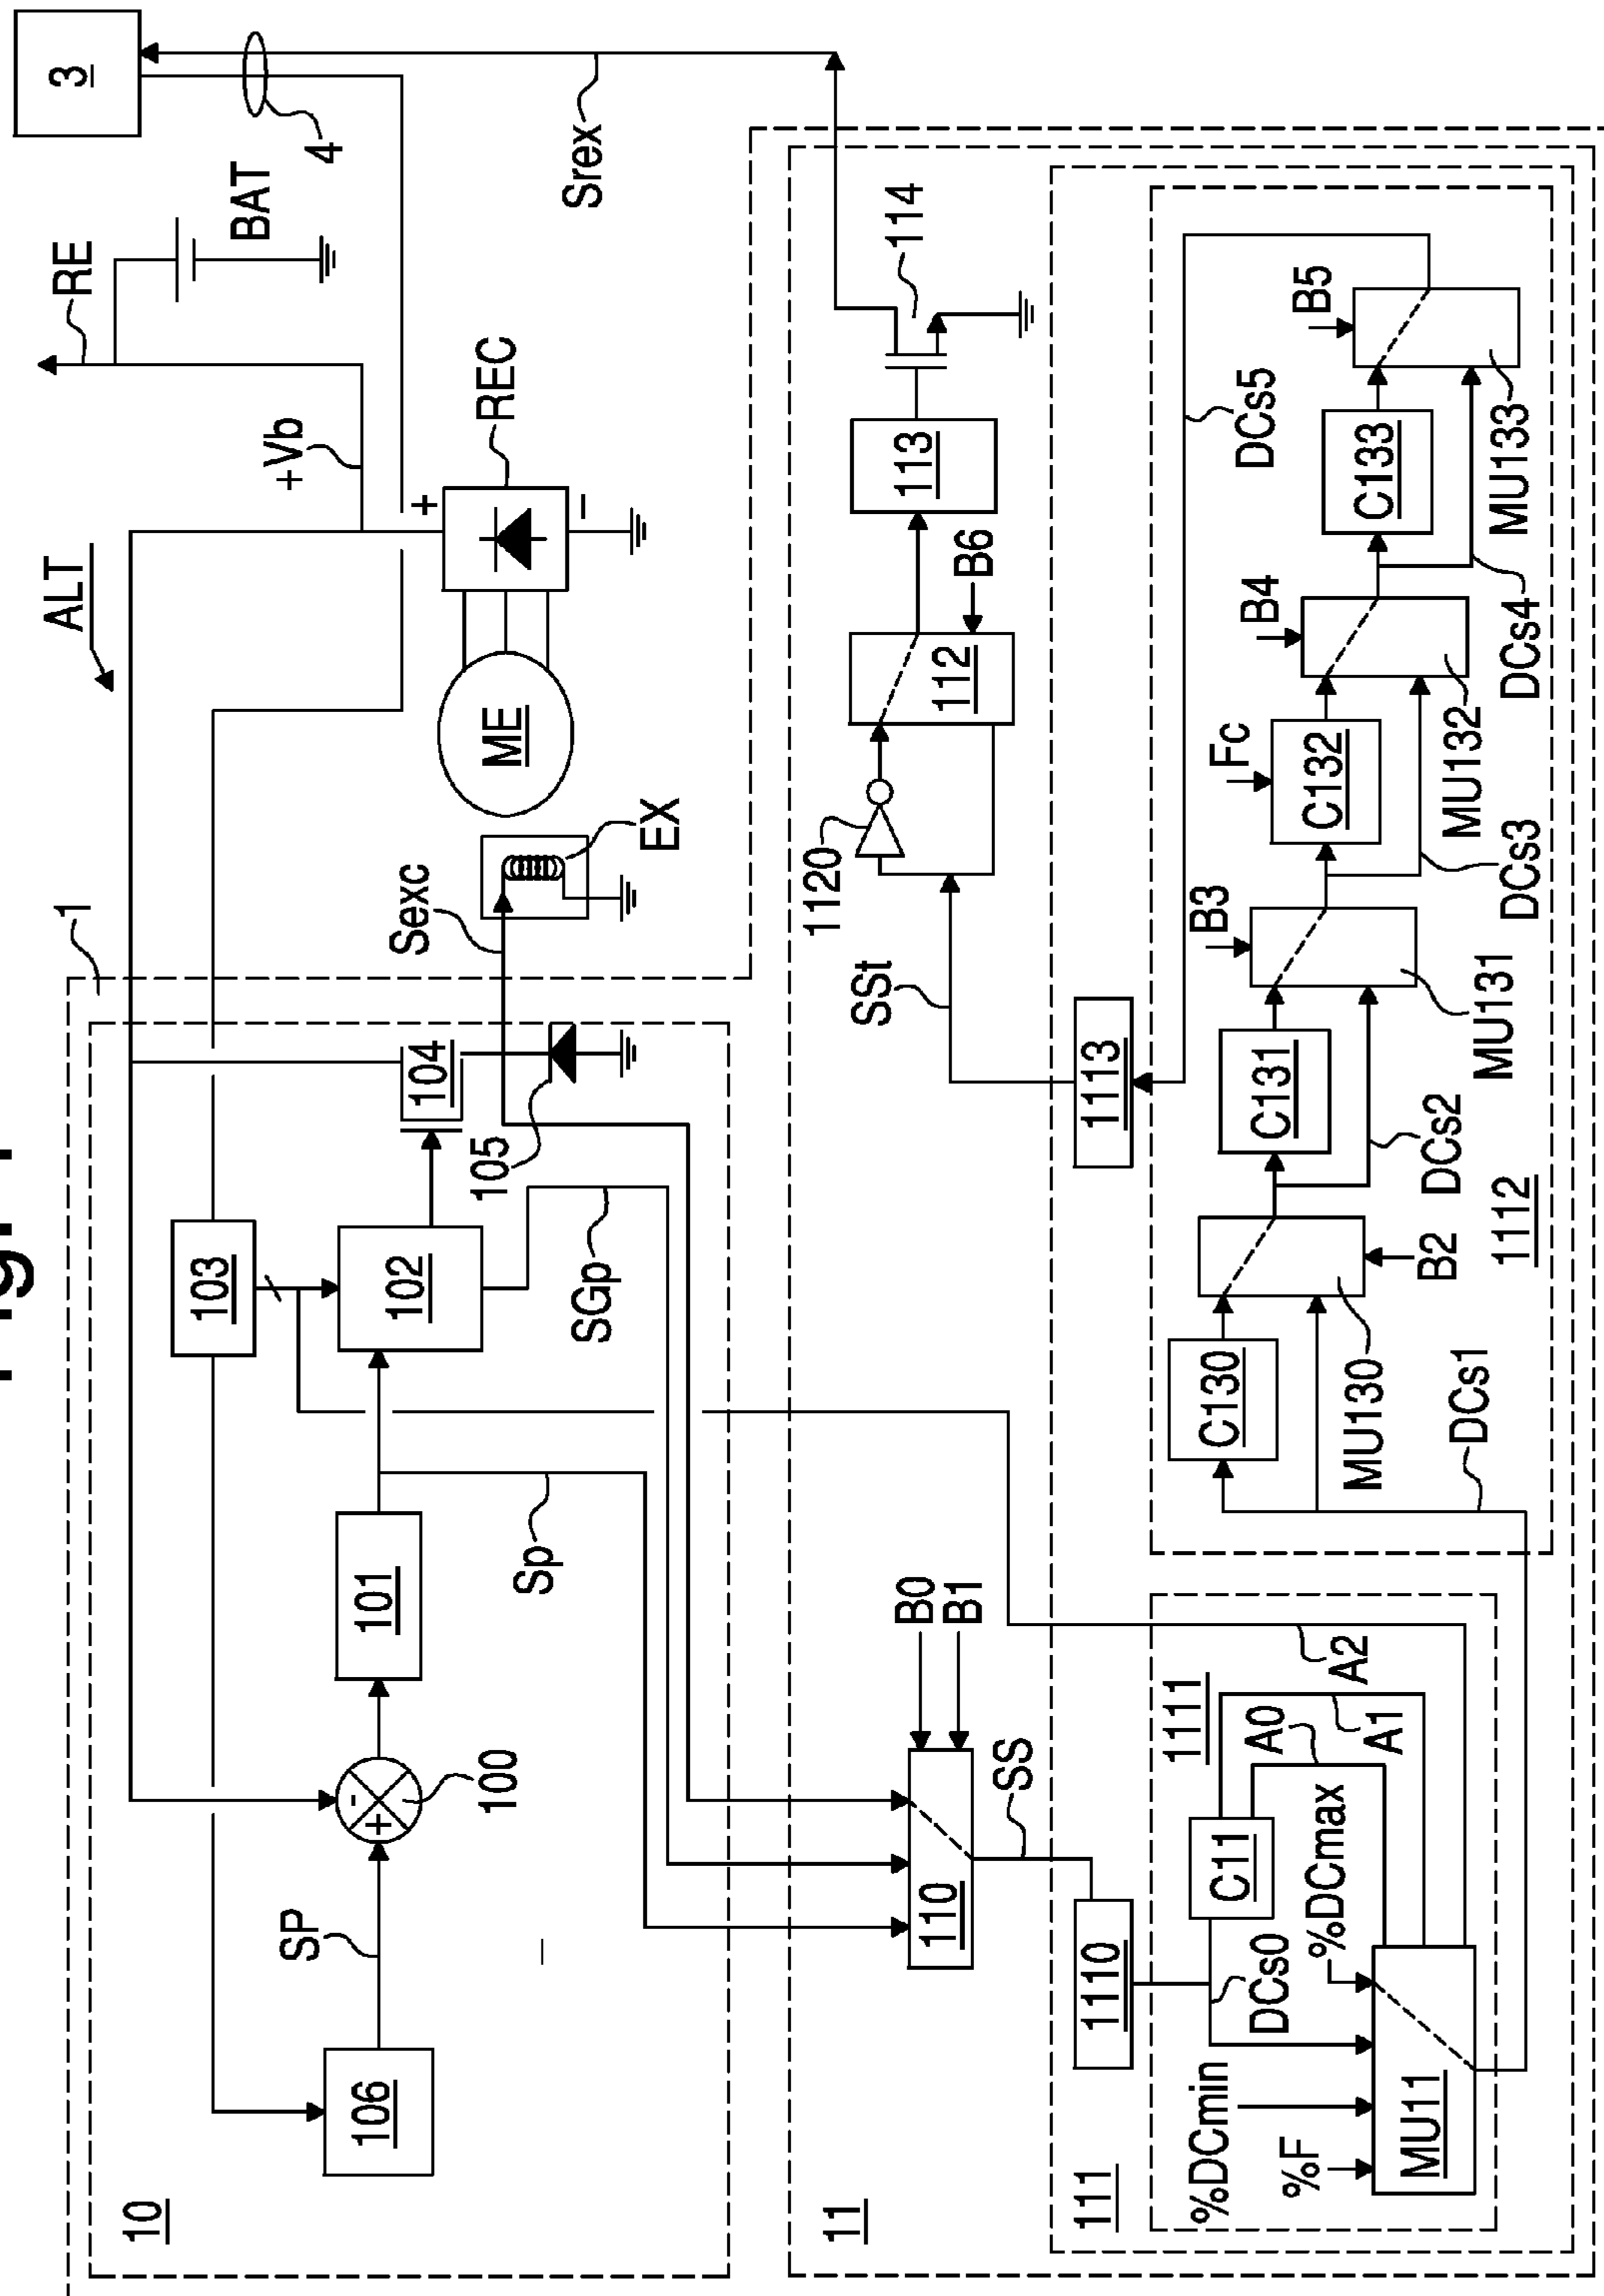 3
4
BAT
RE
Srex
+Vb
+
−
REC
ALT
ME
EX
Sexc
1
104
105
103
102
SGp
101
Sp
100
-
+
SP
106
10
114
113
B6
112
1120
SSt
1113
B5
DCs5
C133
MU133
B4
DCs4
Fc
C132
MU132
DCs3
B3
C131
MU131
DCs2
B2
1112
C130
MU130
DCs1
B0
B1
110
SS
11
1110
1111
A2
A1
A0
C11
DCs0
%DCmax
%DCmin
%F
MU11
111